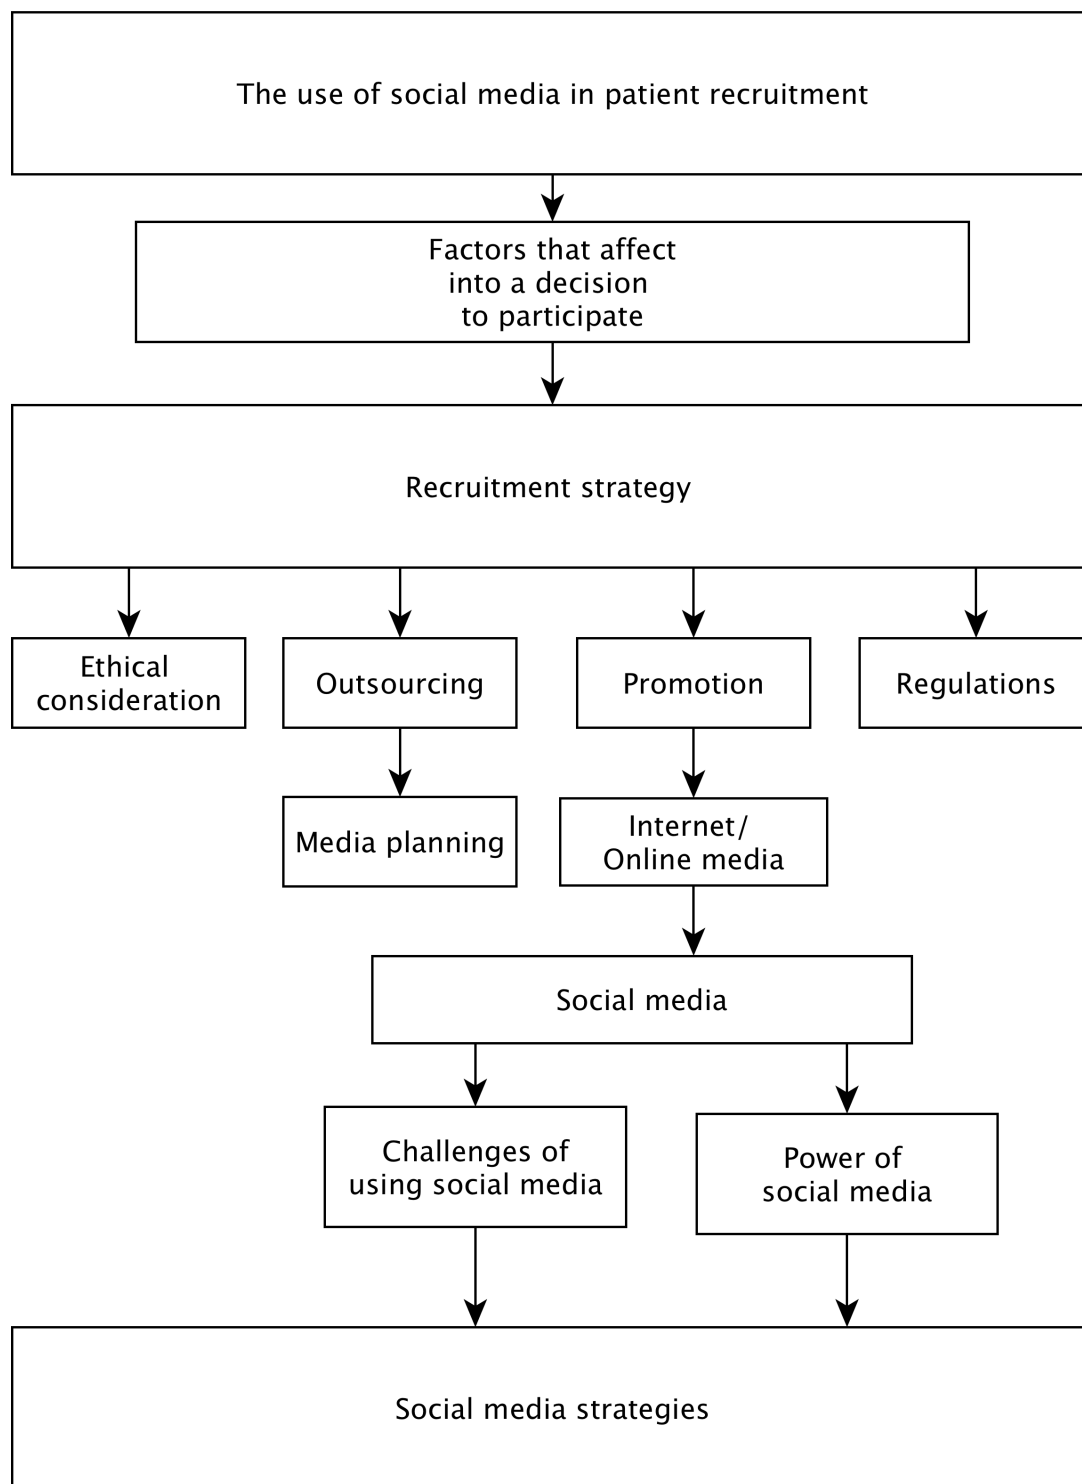 The use of social media in patient recruitment
Factors that affect
into a decision
to participate
Recruitment strategy
Ethical
consideration
Outsourcing
Promotion
Regulations
Media planning
Internet/
Online media
Social media
Challenges of
using social media
Power of
social media
Social media strategies